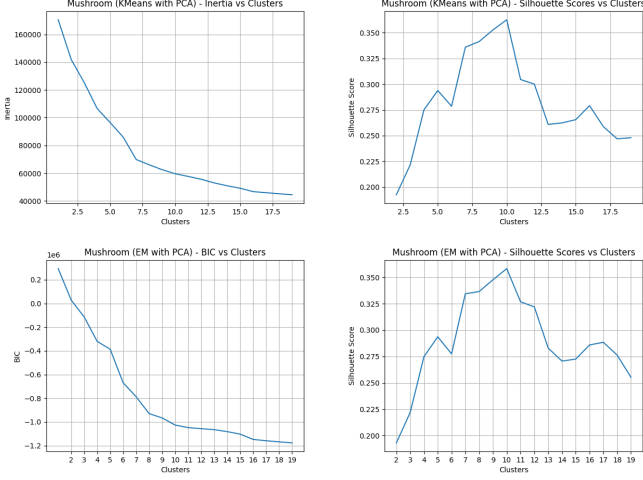 Mushroom (KMeans with PCA) - Inertia vs Clusters
160000
140000
120000
100000
80000
60000
40000
Inertia
2.5 5.0 7.5 10.0 12.5 15.0 17.5
Clusters
Mushroom (KMeans with PCA) - Silhouette Scores vs Clusters
0.350
0.325
0.300
0.275
0.250
0.225
0.200
Silhouette Score
2.5 5.0 7.5 10.0 12.5 15.0 17.5
Clusters
1e6
Mushroom (EM with PCA) - BIC vs Clusters
0.2
0.0
−0.2
−0.4
−0.6
−0.8
−1.0
−1.2
BIC
2 3 4 5 6 7 8 9 10 11 12 13 14 15 16 17 18 19
Clusters
Mushroom (EM with PCA) - Silhouette Scores vs Clusters
0.350
0.325
0.300
0.275
0.250
0.225
0.200
Silhouette Score
2 3 4 5 6 7 8 9 10 11 12 13 14 15 16 17 18 19
Clusters